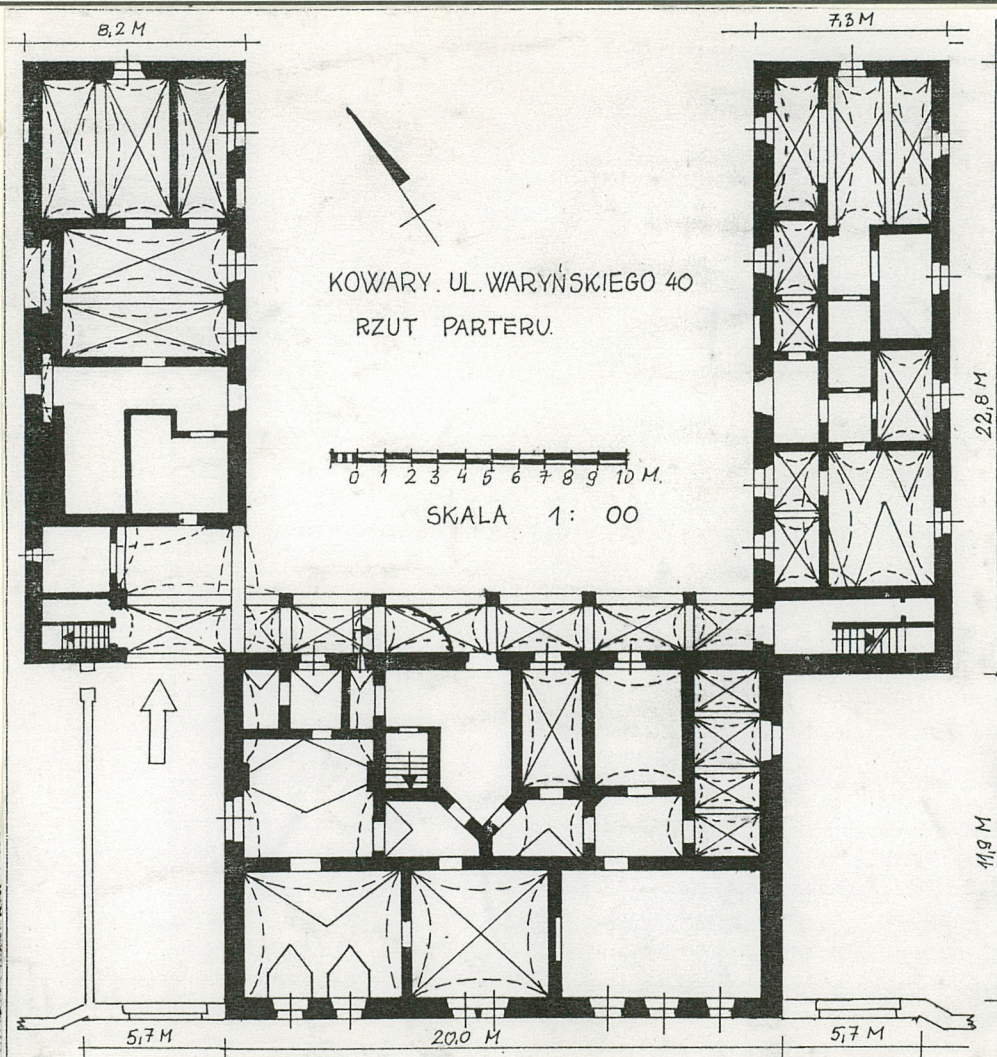 8,2 M
7,3 M
KOWARY. UL. WARYŃSKIEGO 40
RZUT PARTERU.
22,8 M
0 1 2 3 4 5 6 7 8 9 10 M.
SKALA 1: 00
11,9 M
5,7 M
20,0 M
5,7 M